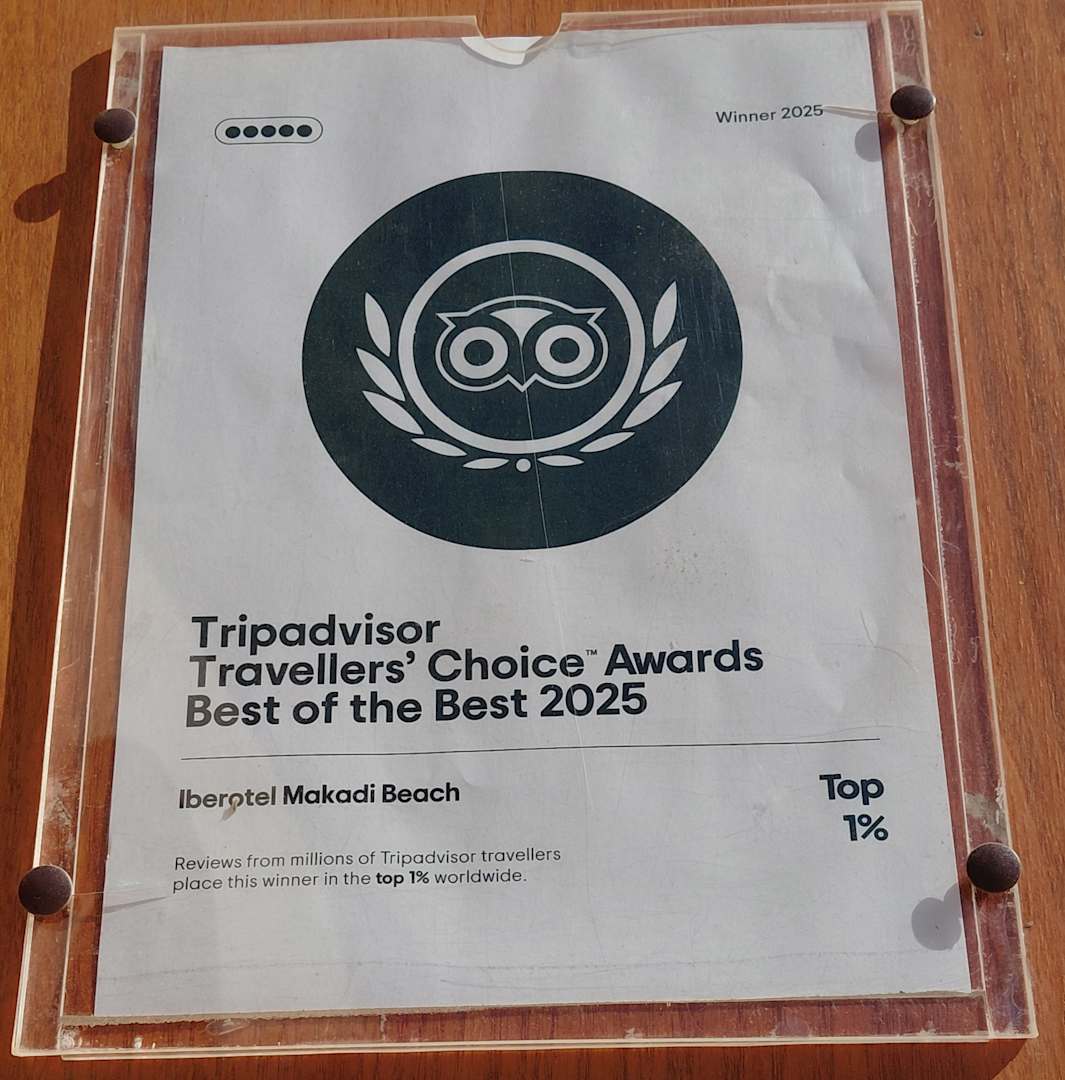 Winner 2025
Tripadvisor
Travellers’ Choice™ Awards
Best of the Best 2025
Iberotel Makadi Beach
Top
1%
Reviews from millions of Tripadvisor travellers
place this winner in the top 1% worldwide.